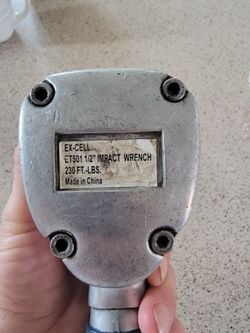 EX-CELL
ET501 1/2" IMPACT WRENCH
230 FT.-LBS.
Made in China